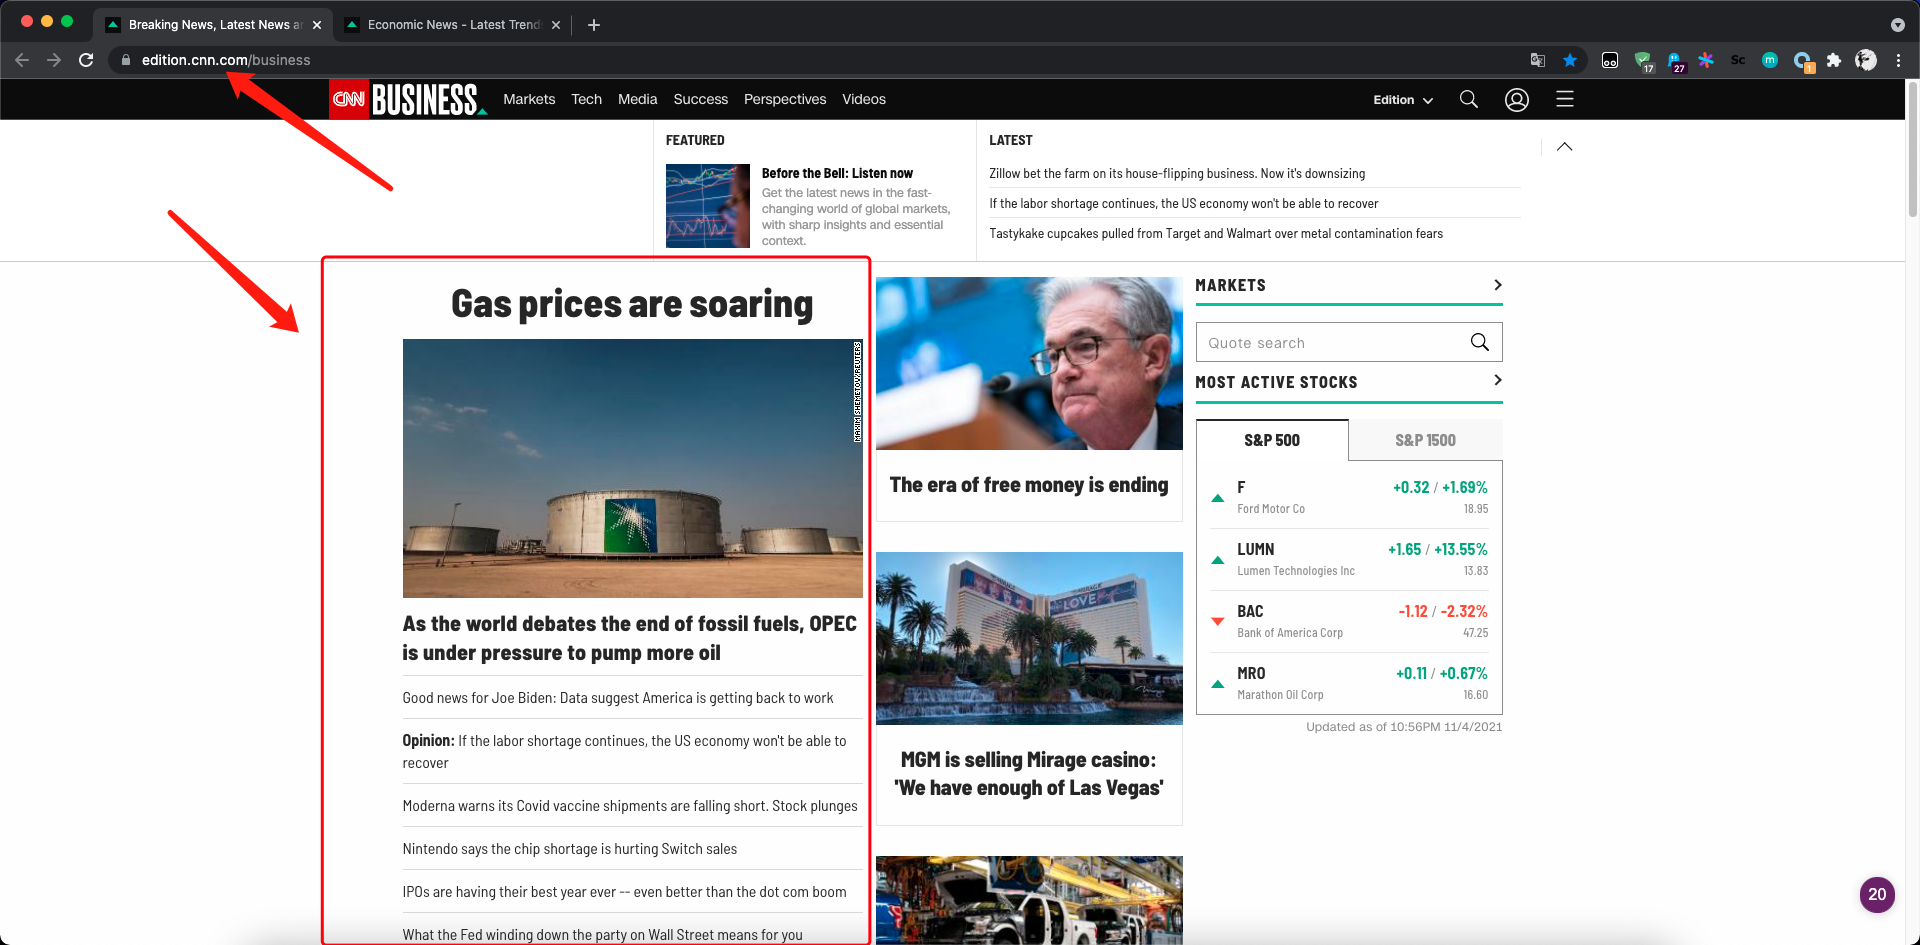 Breaking News, Latest News a
Economic News - Latest Trend
edition.cnn.com/business
17
27
Sc
m
1
CNN BUSINESS
Markets
Tech
Media
Success
Perspectives
Videos
Edition
FEATURED
Before the Bell: Listen now
Get the latest news in the fast-
changing world of global markets,
with sharp insights and essential
context.
LATEST
Zillow bet the farm on its house-flipping business. Now it's downsizing
If the labor shortage continues, the US economy won't be able to recover
Tastykake cupcakes pulled from Target and Walmart over metal contamination fears
Gas prices are soaring
MAXIM SHEMETOV/REUTERS
As the world debates the end of fossil fuels, OPEC
is under pressure to pump more oil
Good news for Joe Biden: Data suggest America is getting back to work
Opinion: If the labor shortage continues, the US economy won't be able to
recover
Moderna warns its Covid vaccine shipments are falling short. Stock plunges
Nintendo says the chip shortage is hurting Switch sales
IPOs are having their best year ever -- even better than the dot com boom
What the Fed winding down the party on Wall Street means for you
The era of free money is ending
LOVE
MGM is selling Mirage casino:
'We have enough of Las Vegas'
MARKETS
Quote search
MOST ACTIVE STOCKS
S&P 500
S&P 1500
F
+0.32 / +1.69%
Ford Motor Co
18.95
LUMN
+1.65 / +13.55%
Lumen Technologies Inc
13.83
BAC
-1.12 / -2.32%
Bank of America Corp
47.25
MRO
+0.11 / +0.67%
Marathon Oil Corp
16.60
Updated as of 10:56PM 11/4/2021
20